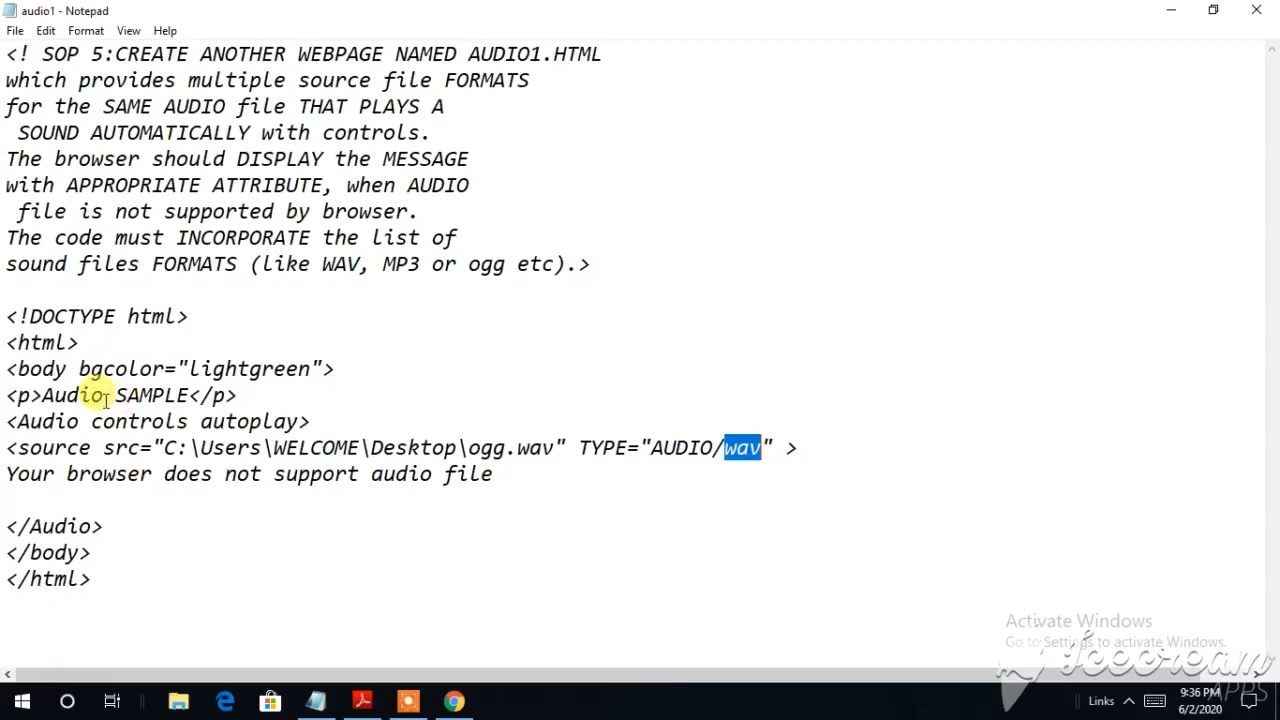 audio1 - Notepad
File Edit Format View Help
<! SOP 5:CREATE ANOTHER WEBPAGE NAMED AUDIO1.HTML
which provides multiple source file FORMATS
for the SAME AUDIO file THAT PLAYS A
SOUND AUTOMATICALLY with controls.
The browser should DISPLAY the MESSAGE
with APPROPRIATE ATTRIBUTE, when AUDIO
file is not supported by browser.
The code must INCORPORATE the list of
sound files FORMATS (like WAV, MP3 or ogg etc).>
<!DOCTYPE html>
<html>
<body bgcolor="lightgreen">
<p>Audio SAMPLE</p>
<Audio controls autoplay>
<source src="C:\Users\WELCOME\Desktop\ogg.wav" TYPE="AUDIO/wav" >
Your browser does not support audio file
</Audio>
</body>
</html>
Activate Windows
Go to Settings to activate Windows.
Icecream
APPS
Links
9:36 PM
6/2/2020